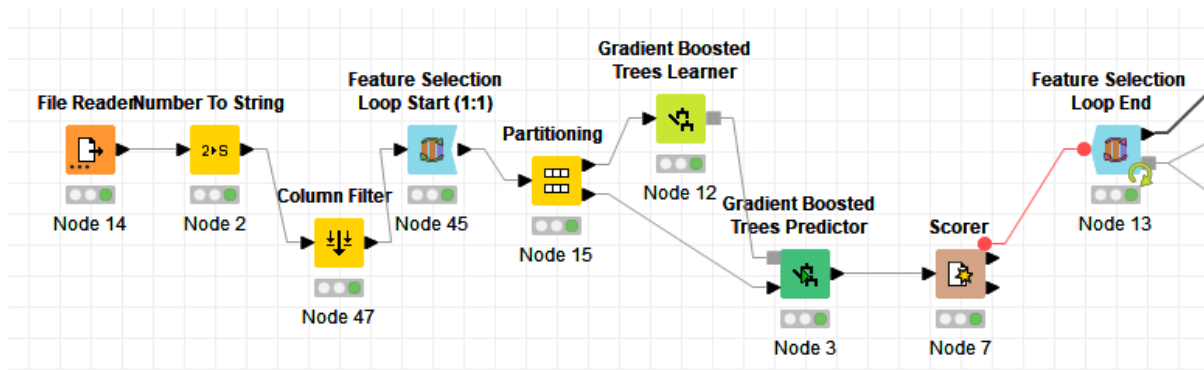 File Reader
Node 14
Number To String
2▸S
Node 2
Column Filter
Node 47
Feature Selection
Loop Start (1:1)
Node 45
Partitioning
Node 15
Gradient Boosted
Trees Learner
Node 12
Gradient Boosted
Trees Predictor
Node 3
Scorer
Node 7
Feature Selection
Loop End
Node 13